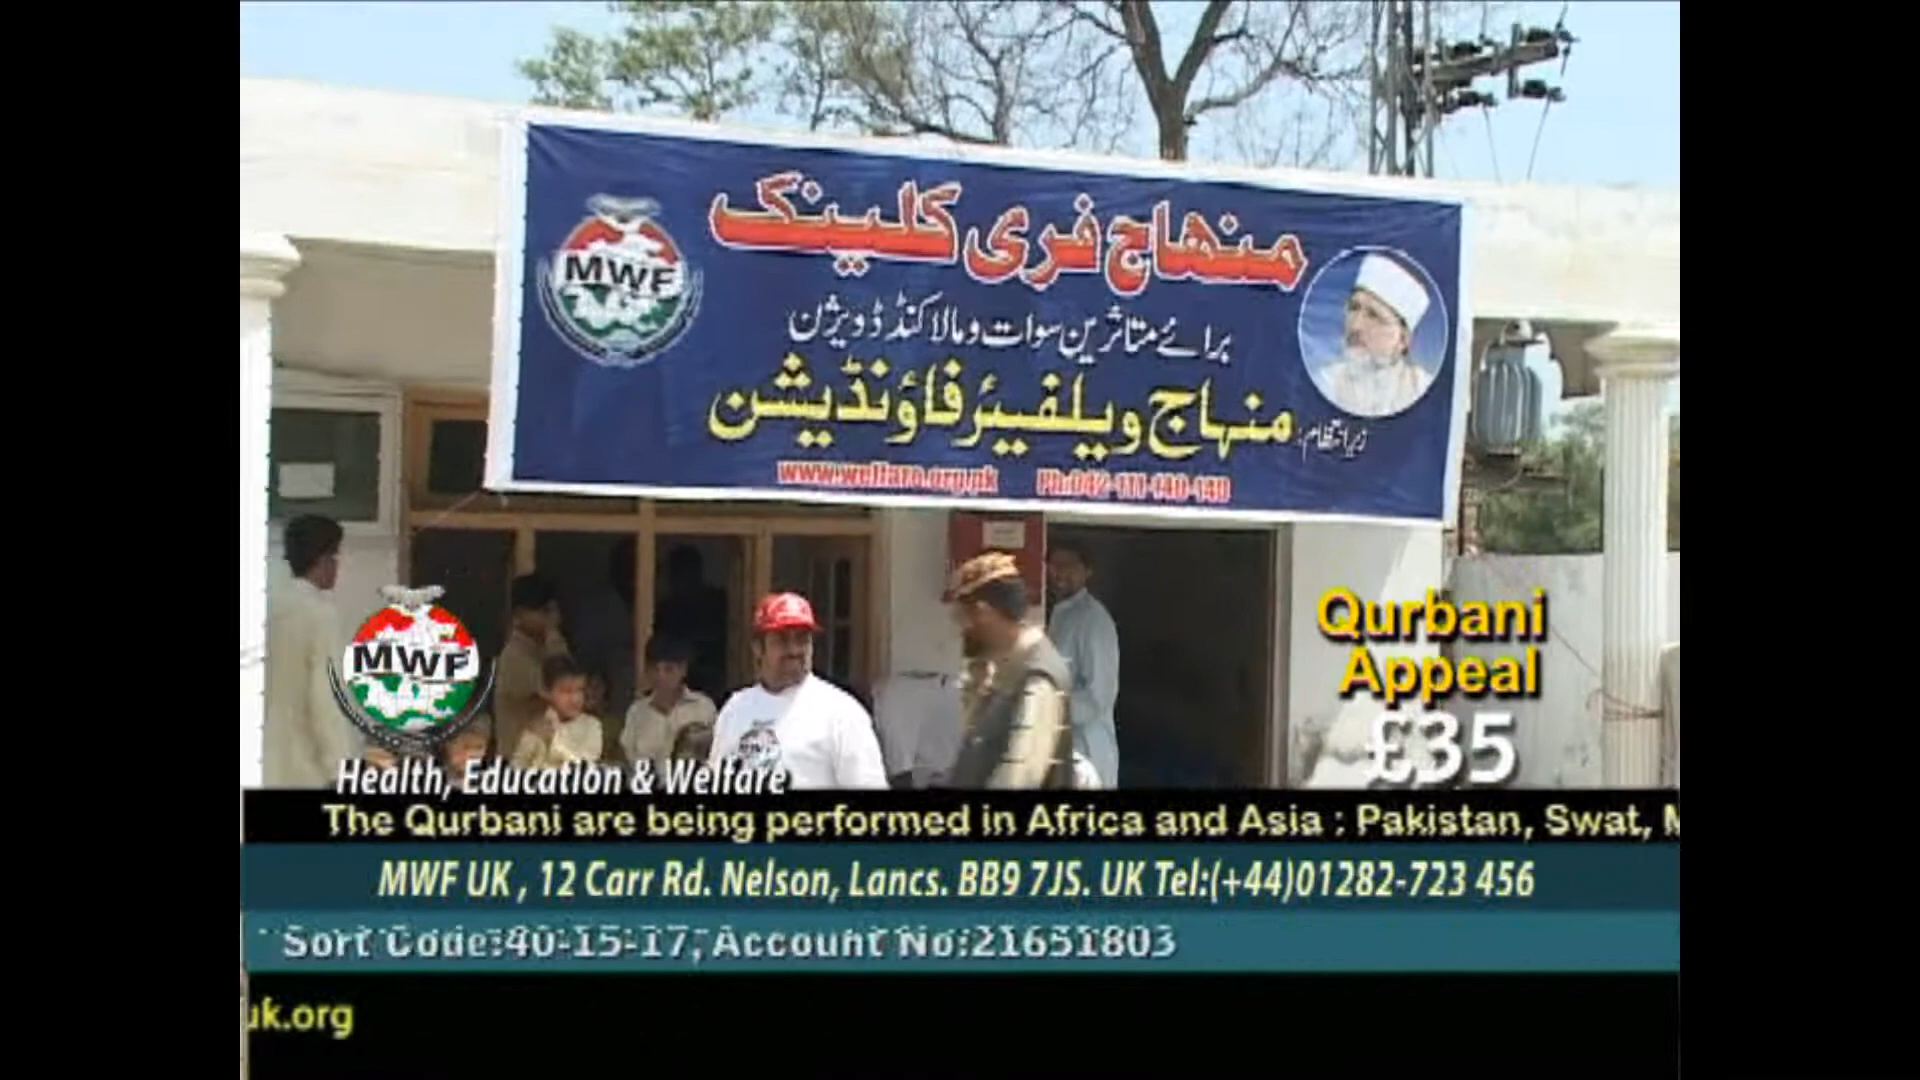 منهاج فری کلینک
برائے متاثرین سوات و مالاکنڈ ڈویژن
زیر انتظام: منہاج ویلفیئر فاؤنڈیشن
www.welfare.org.pk Ph:042-111-140-140
MWF
MWF
Health, Education & Welfare
Qurbani
Appeal
£35
The Qurbani are being performed in Africa and Asia : Pakistan, Swat,
MWF UK , 12 Carr Rd. Nelson, Lancs. BB9 7JS. UK Tel:(+44)01282-723 456
Sort Code:40-15-17, Account No:21651803
uk.org